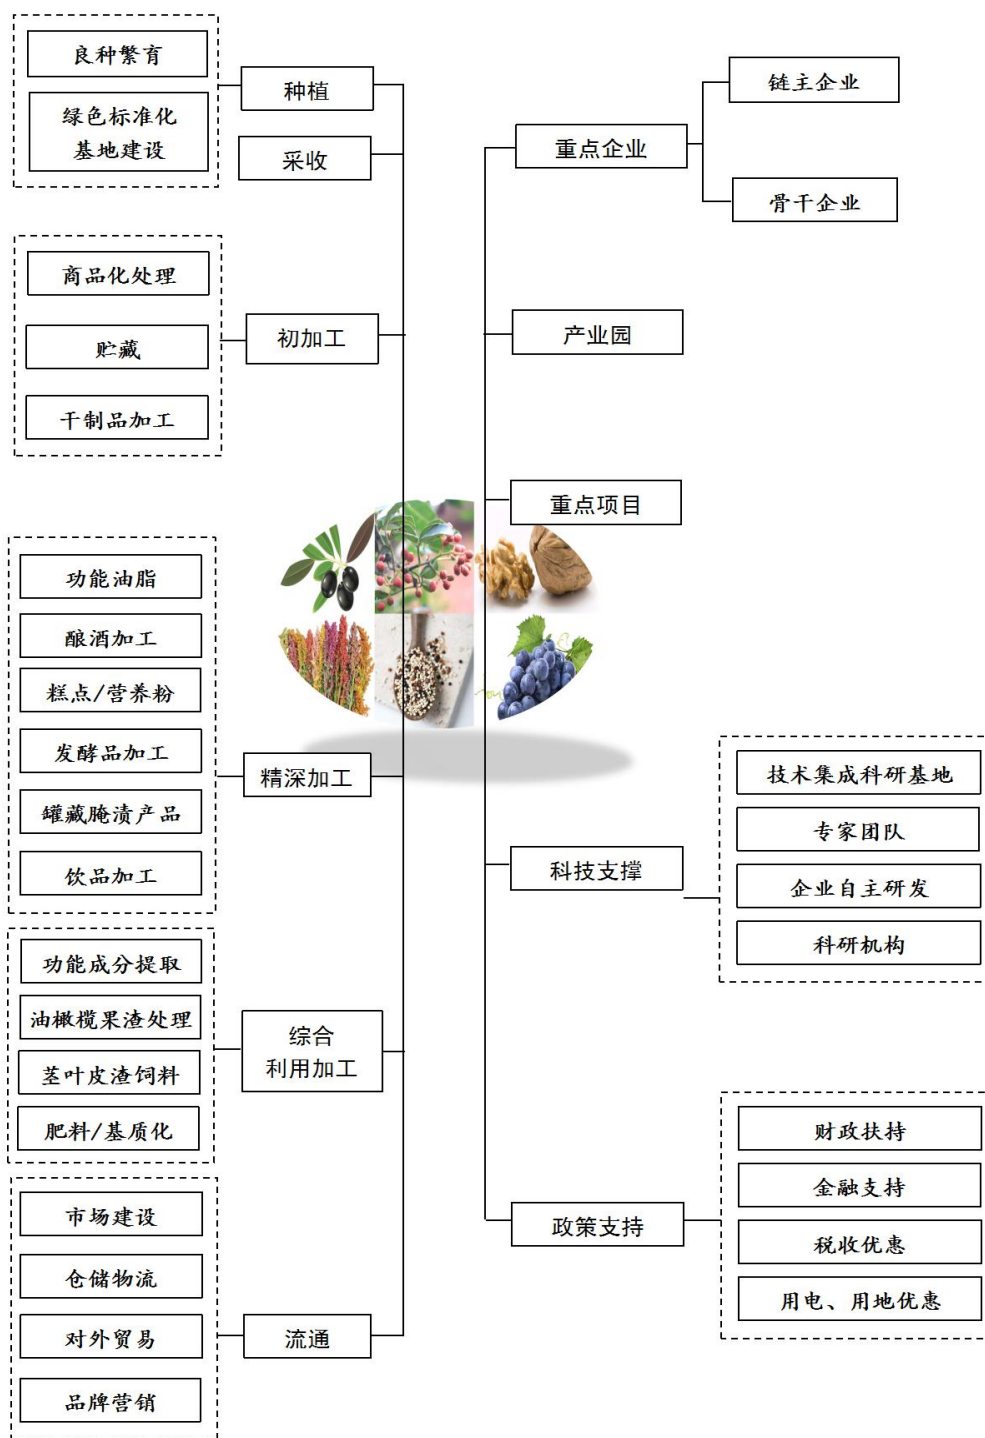 良种繁育
绿色标准化
基地建设
种植
采收
商品化处理
贮藏
干制品加工
初加工
功能油脂
酿酒加工
糕点/营养粉
发酵品加工
罐藏腌渍产品
饮品加工
精深加工
功能成分提取
油橄榄果渣处理
茎叶皮渣饲料
肥料/基质化
综合
利用加工
市场建设
仓储物流
对外贸易
品牌营销
流通
重点企业
链主企业
骨干企业
产业园
重点项目
科技支撑
技术集成科研基地
专家团队
企业自主研发
科研机构
政策支持
财政扶持
金融支持
税收优惠
用电、用地优惠